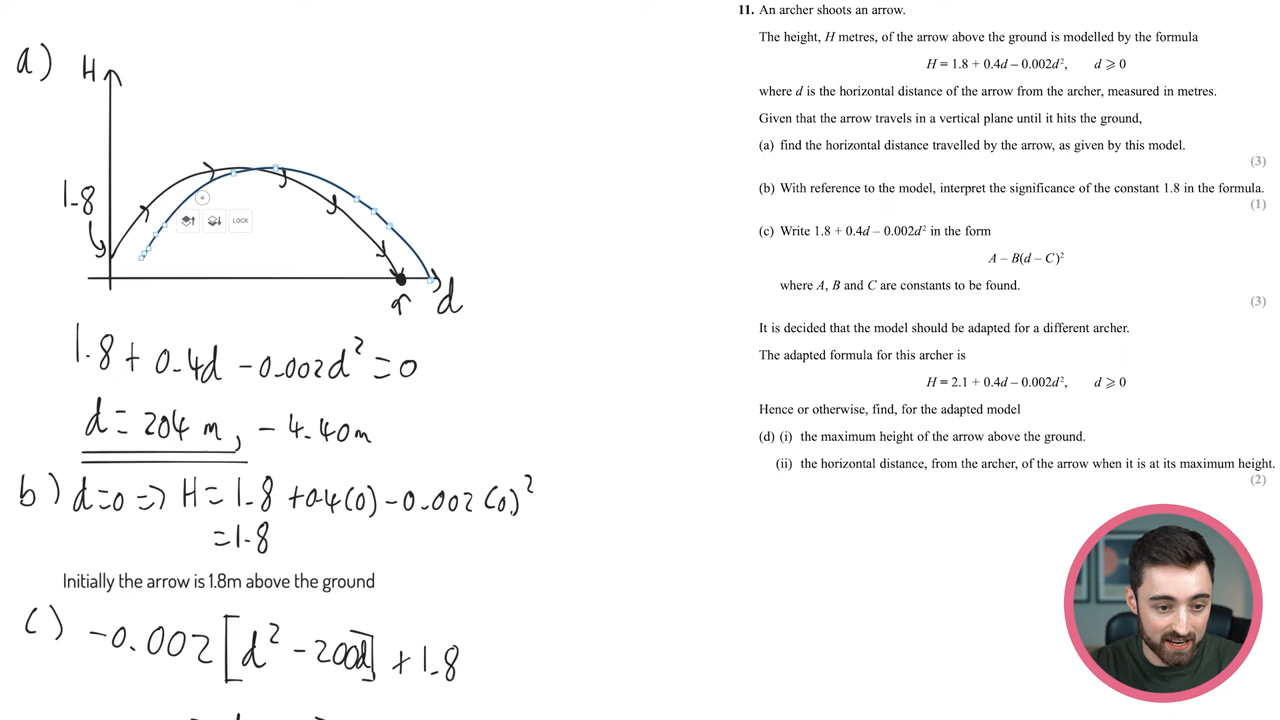 a)
H
1.8
LOCK
d
1.8 + 0.4d - 0.002d² = 0
d = 204 m, - 4.40m
b) d=0 => H = 1.8 + 0.4(0) - 0.002(0)²
= 1.8
Initially the arrow is 1.8m above the ground
c) -0.002[d² - 200d] + 1.8
11. An archer shoots an arrow.
The height, H metres, of the arrow above the ground is modelled by the formula
H = 1.8 + 0.4d – 0.002d², d ⩾ 0
where d is the horizontal distance of the arrow from the archer, measured in metres.
Given that the arrow travels in a vertical plane until it hits the ground,
(a) find the horizontal distance travelled by the arrow, as given by this model.
(3)
(b) With reference to the model, interpret the significance of the constant 1.8 in the formula.
(1)
(c) Write 1.8 + 0.4d – 0.002d² in the form
A – B(d – C)²
where A, B and C are constants to be found.
(3)
It is decided that the model should be adapted for a different archer.
The adapted formula for this archer is
H = 2.1 + 0.4d – 0.002d², d ⩾ 0
Hence or otherwise, find, for the adapted model
(d) (i) the maximum height of the arrow above the ground.
(ii) the horizontal distance, from the archer, of the arrow when it is at its maximum height.
(2)